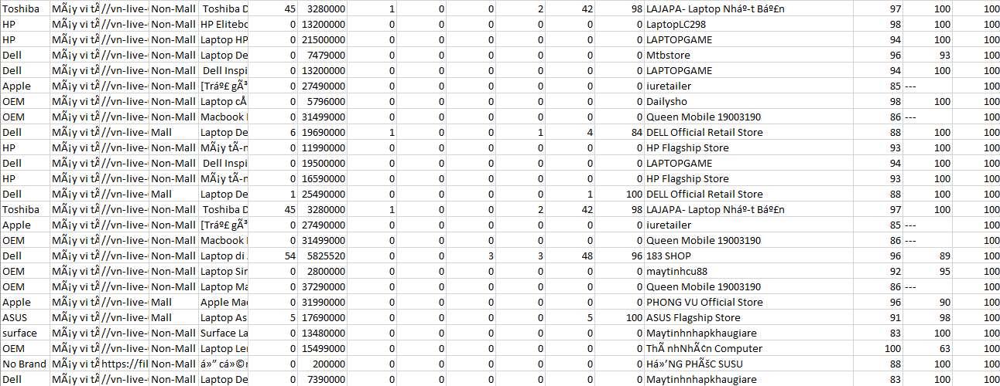 Toshiba MÃ¡y vi tÃ //vn-live- Non-Mall Toshiba D 45 3280000 1 0 0 2 42 98 LAJAPA- Laptop Nháº­t Báº£n 97 100 100
HP MÃ¡y vi tÃ //vn-live- Non-Mall HP Elitebo 0 13200000 0 0 0 0 0 0 LaptopLC298 98 100 100
HP MÃ¡y vi tÃ //vn-live- Non-Mall Laptop HP 0 21500000 0 0 0 0 0 0 LAPTOPGAME 94 100 100
Dell MÃ¡y vi tÃ //vn-live- Non-Mall Laptop De 0 7479000 0 0 0 0 0 0 Mtbstore 96 93 100
Dell MÃ¡y vi tÃ //vn-live- Non-Mall Dell Inspi 0 13200000 0 0 0 0 0 0 LAPTOPGAME 94 100 100
Apple MÃ¡y vi tÃ //vn-live- Non-Mall [Tráº£ gÃ³ 0 27490000 0 0 0 0 0 0 iuretailer 85 --- 100
OEM MÃ¡y vi tÃ //vn-live- Non-Mall Laptop cÅ 0 5796000 0 0 0 0 0 0 Dailysho 98 100 100
OEM MÃ¡y vi tÃ //vn-live- Non-Mall Macbook 0 31499000 0 0 0 0 0 0 Queen Mobile 19003190 86 --- 100
Dell MÃ¡y vi tÃ //vn-live- Mall Laptop De 6 19690000 1 0 1 4 84 DELL Official Retail Store 88 100 100
HP MÃ¡y vi tÃ //vn-live- Non-Mall MÃ¡y tÃ­n 0 11990000 0 0 0 0 0 0 HP Flagship Store 93 100 100
Dell MÃ¡y vi tÃ //vn-live- Non-Mall Dell Inspi 0 19500000 0 0 0 0 0 0 LAPTOPGAME 94 100 100
HP MÃ¡y vi tÃ //vn-live- Non-Mall MÃ¡y tÃ­n 0 16590000 0 0 0 0 0 0 HP Flagship Store 93 100 100
Dell MÃ¡y vi tÃ //vn-live- Mall Laptop De 1 25490000 0 0 0 0 1 100 DELL Official Retail Store 88 100 100
Toshiba MÃ¡y vi tÃ //vn-live- Non-Mall Toshiba D 45 3280000 1 0 0 2 42 98 LAJAPA- Laptop Nháº­t Báº£n 97 100 100
Apple MÃ¡y vi tÃ //vn-live- Non-Mall [Tráº£ gÃ³ 0 27490000 0 0 0 0 0 0 iuretailer 85 --- 100
OEM MÃ¡y vi tÃ //vn-live- Non-Mall Macbook 0 31499000 0 0 0 0 0 0 Queen Mobile 19003190 86 --- 100
Dell MÃ¡y vi tÃ //vn-live- Non-Mall Laptop di 54 5825520 0 0 3 3 48 96 183 SHOP 96 89 100
OEM MÃ¡y vi tÃ //vn-live- Non-Mall Laptop Sin 0 2800000 0 0 0 0 0 0 maytinhcu88 92 95 100
OEM MÃ¡y vi tÃ //vn-live- Non-Mall Laptop Ma 0 37290000 0 0 0 0 0 0 Queen Mobile 19003190 86 --- 100
Apple MÃ¡y vi tÃ //vn-live- Mall Apple Mac 0 31990000 0 0 0 0 0 0 PHONG VU Official Store 96 90 100
ASUS MÃ¡y vi tÃ //vn-live- Mall Laptop As 5 17690000 0 0 0 0 5 100 ASUS Flagship Store 91 98 100
surface MÃ¡y vi tÃ //vn-live- Non-Mall Surface La 0 13480000 0 0 0 0 0 0 Maytinhnhapkhaugiare 83 100 100
OEM MÃ¡y vi tÃ //vn-live- Non-Mall Laptop Len 0 15499000 0 0 0 0 0 0 ThÃ nhNhÃ¢n Computer 100 63 100
No Brand MÃ¡y vi tÃ https://fil Non-Mall á»” cá»©n 0 200000 0 0 0 0 0 0 Há»’NG PHÃšC SUSU 88 100 100
Dell MÃ¡y vi tÃ //vn-live- Non-Mall Laptop De 0 7390000 0 0 0 0 0 0 Maytinhnhapkhaugiare 83 100 100